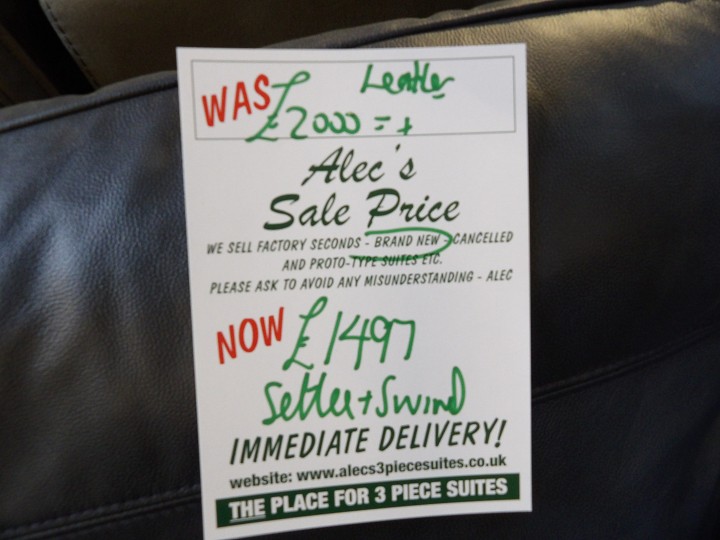 WAS Leather
£2000=+
Alec's
Sale Price
WE SELL FACTORY SECONDS - BRAND NEW - CANCELLED
AND PROTO-TYPE SUITES ETC.
PLEASE ASK TO AVOID ANY MISUNDERSTANDING - ALEC
NOW £1497
Settee + Swivel
IMMEDIATE DELIVERY!
website: www.alecs3piecesuites.co.uk
THE PLACE FOR 3 PIECE SUITES